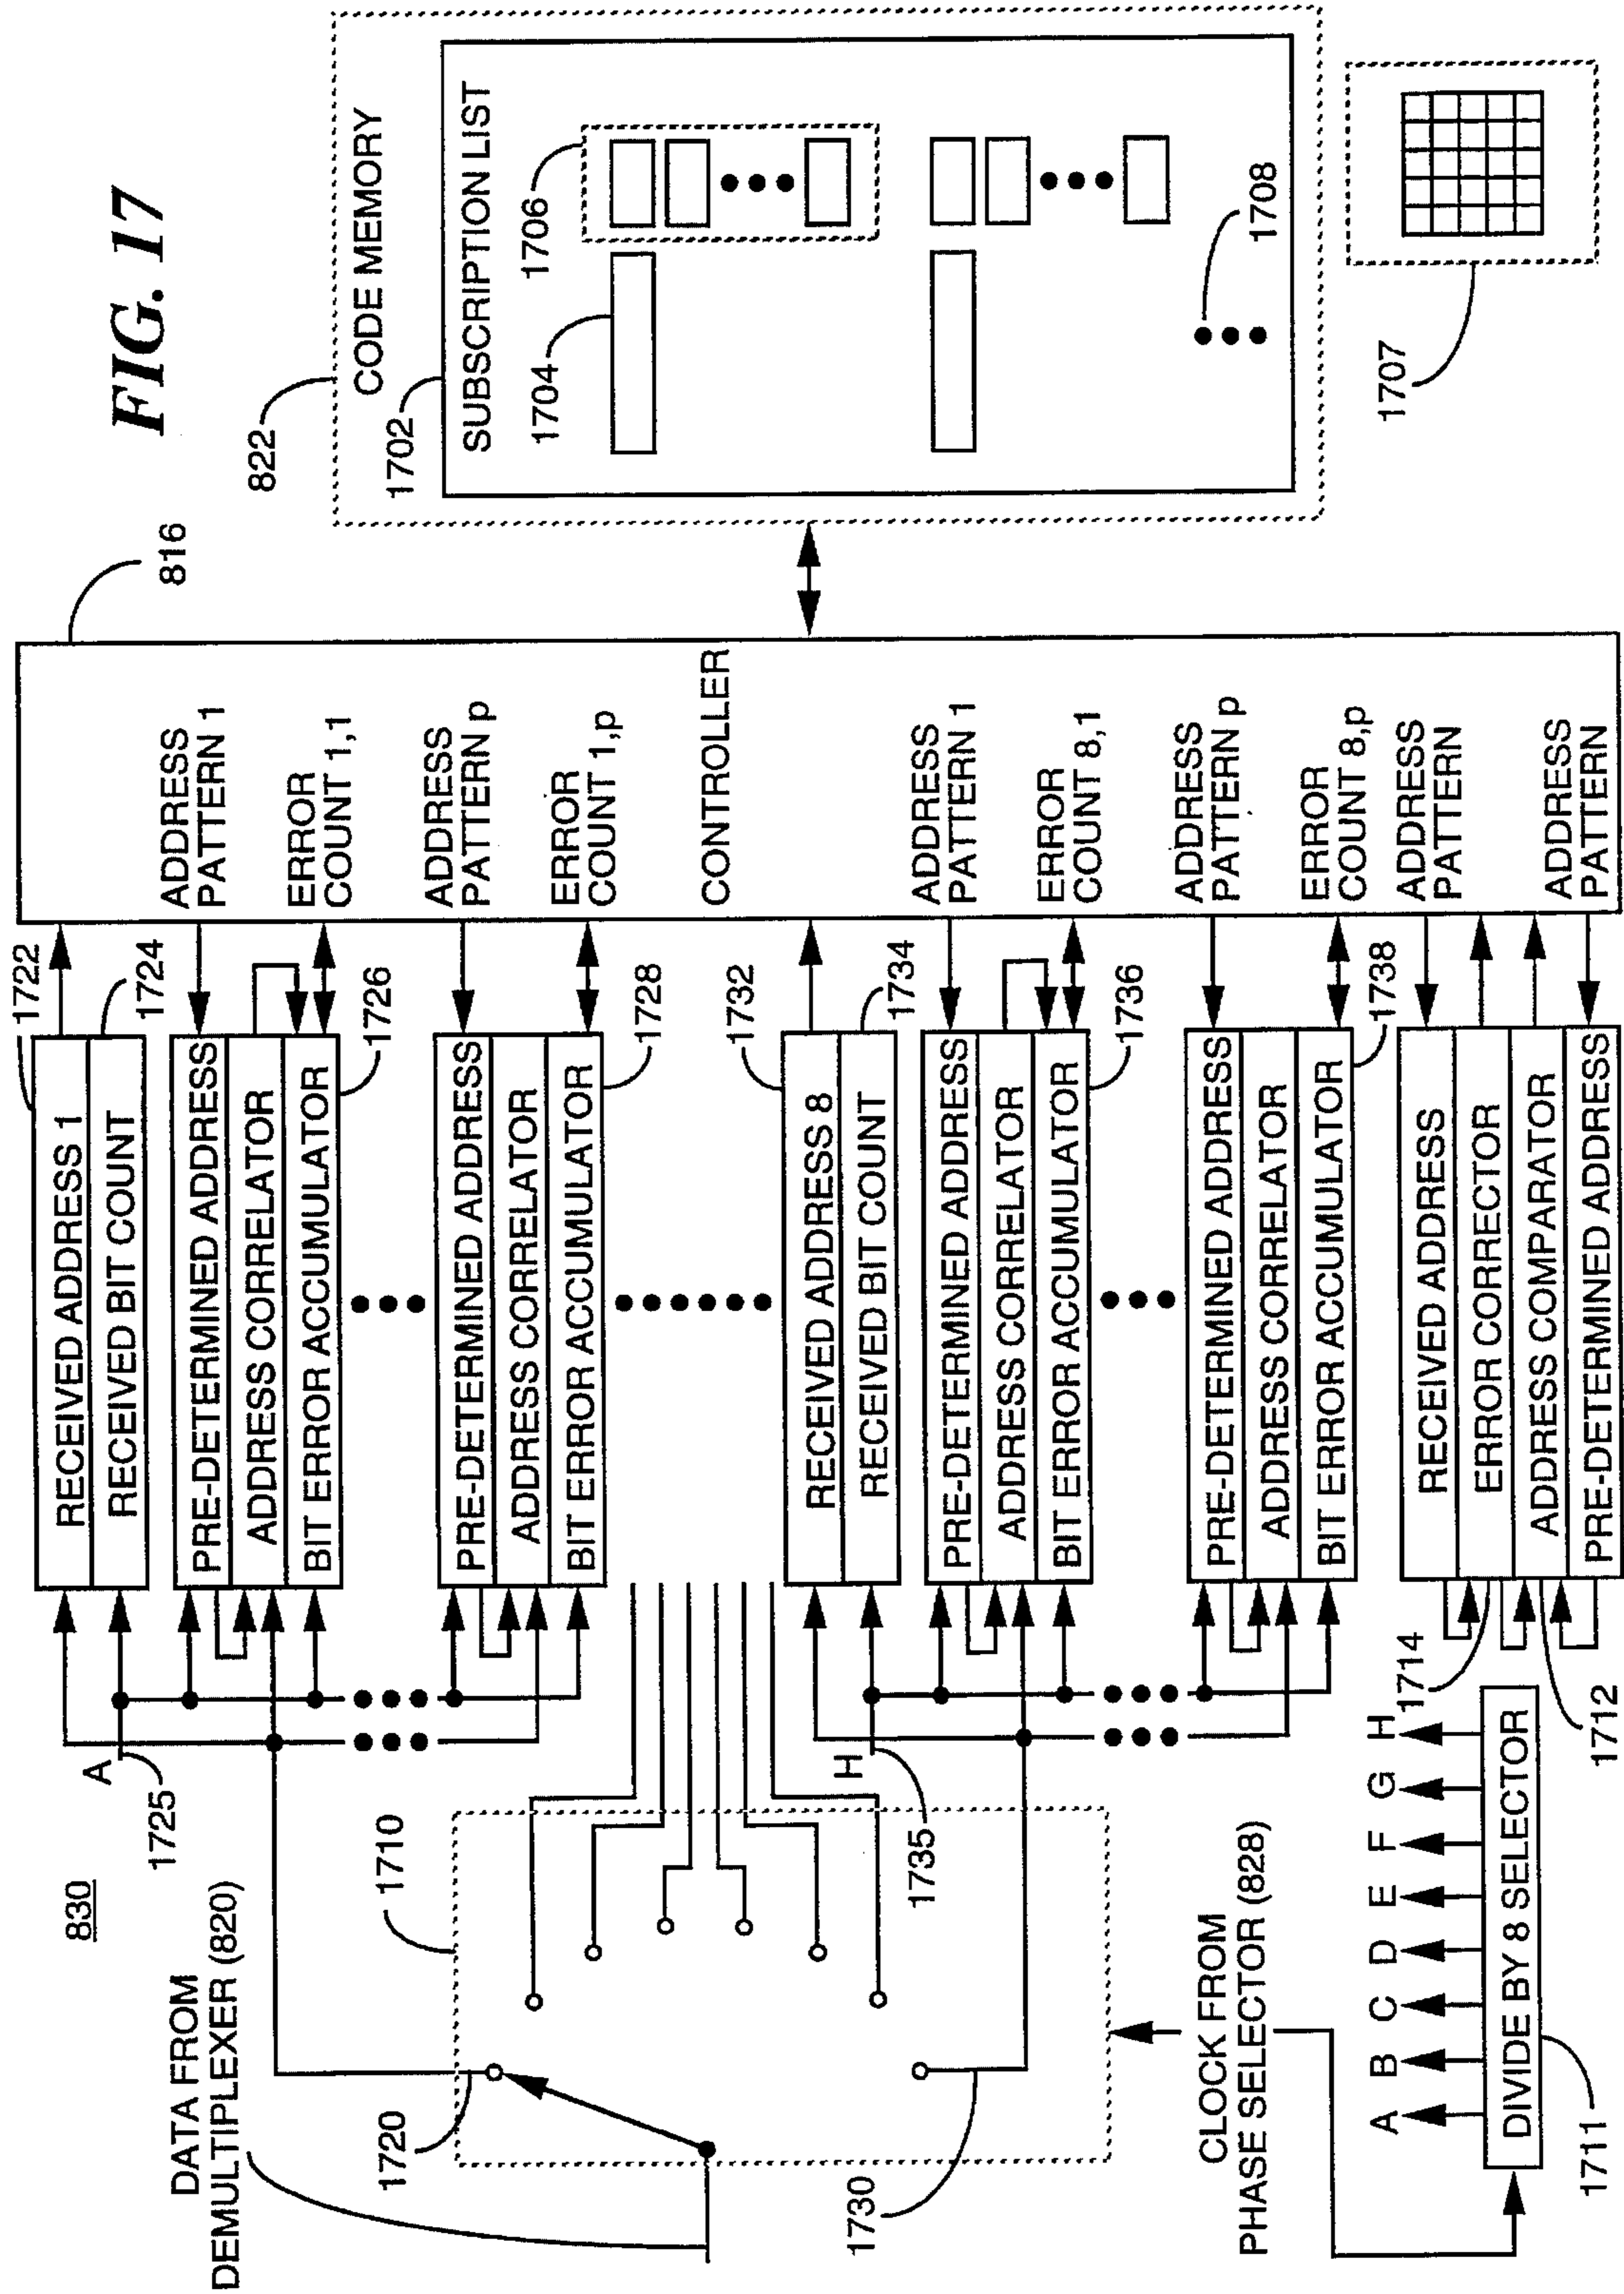 FIG. 17
830
DATA FROM
DEMULTIPLEXER (820)
1720
1710
1730
CLOCK FROM
PHASE SELECTOR (828)
A B C D E F G H
DIVIDE BY 8 SELECTOR
1711
A
1725
H
1735
1722
RECEIVED ADDRESS 1
RECEIVED BIT COUNT
1724
PRE-DETERMINED ADDRESS
ADDRESS CORRELATOR
BIT ERROR ACCUMULATOR
1726
PRE-DETERMINED ADDRESS
ADDRESS CORRELATOR
BIT ERROR ACCUMULATOR
1728
1732
RECEIVED ADDRESS 8
RECEIVED BIT COUNT
1734
PRE-DETERMINED ADDRESS
ADDRESS CORRELATOR
BIT ERROR ACCUMULATOR
1736
PRE-DETERMINED ADDRESS
ADDRESS CORRELATOR
BIT ERROR ACCUMULATOR
1738
RECEIVED ADDRESS
ERROR CORRECTOR
ADDRESS COMPARATOR
PRE-DETERMINED ADDRESS
1714
1712
816
ADDRESS
PATTERN 1
ERROR
COUNT 1,1
ADDRESS
PATTERN p
ERROR
COUNT 1,p
CONTROLLER
ADDRESS
PATTERN 1
ERROR
COUNT 8,1
ADDRESS
PATTERN p
ERROR
COUNT 8,p
ADDRESS
PATTERN
ADDRESS
PATTERN
822
CODE MEMORY
1702
SUBSCRIPTION LIST
1704
1706
1708
1707